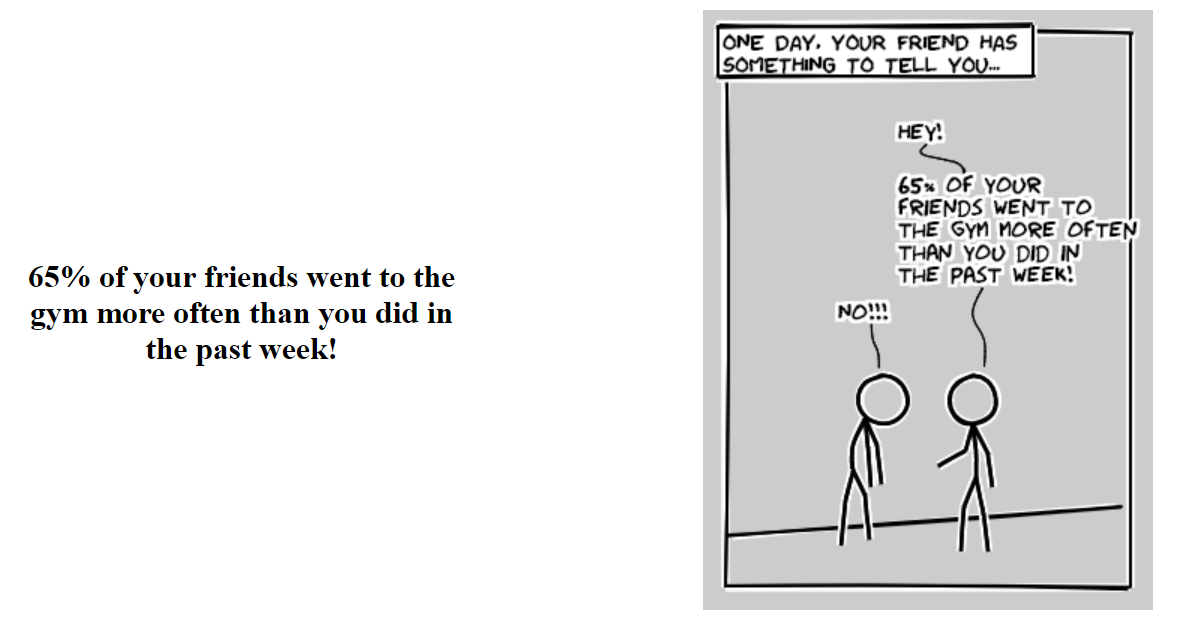 65% of your friends went to the
gym more often than you did in
the past week!
ONE DAY, YOUR FRIEND HAS
SOMETHING TO TELL YOU...
HEY!
65% OF YOUR
FRIENDS WENT TO
THE GYM MORE OFTEN
THAN YOU DID IN
THE PAST WEEK!
NO!!!